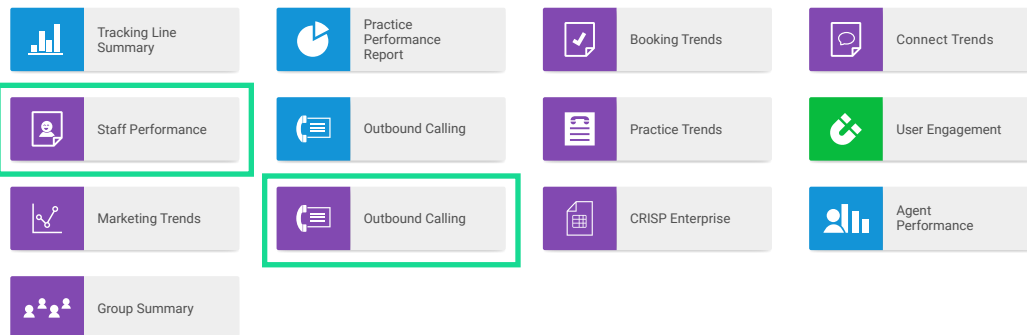 Tracking Line
Summary
Practice
Performance
Report
Booking Trends
Connect Trends
Staff Performance
Outbound Calling
Practice Trends
User Engagement
Marketing Trends
Outbound Calling
CRISP Enterprise
Agent
Performance
Group Summary